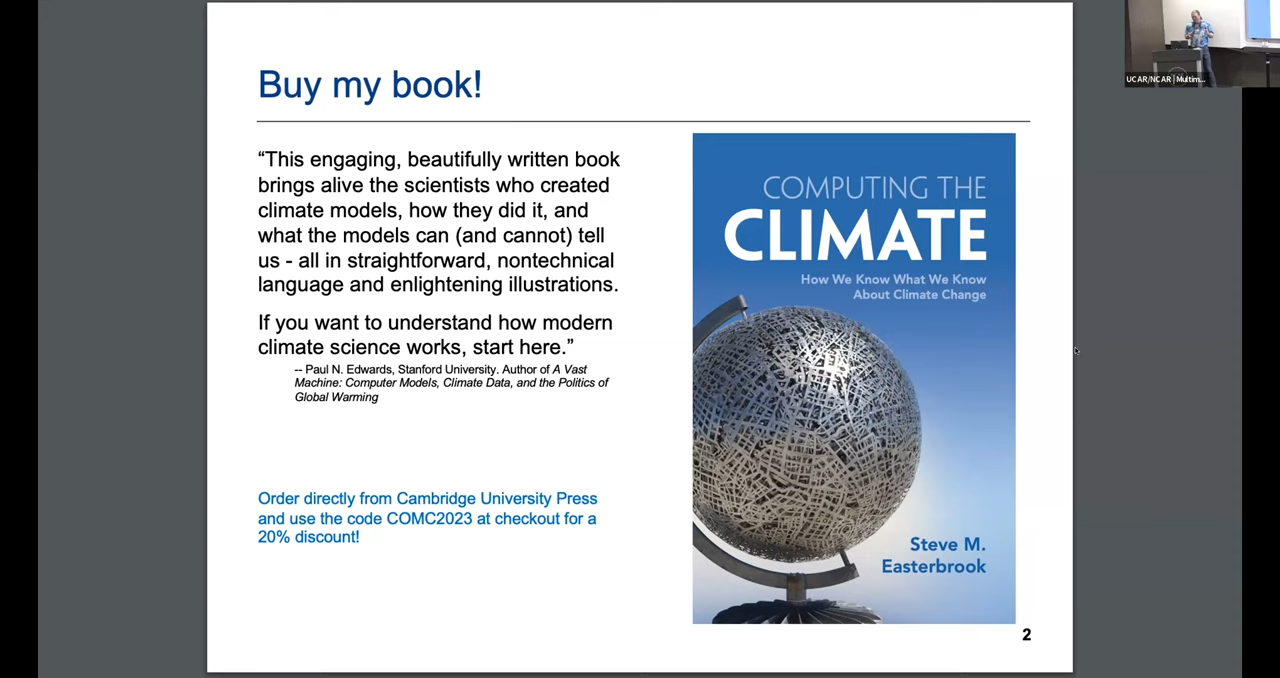 Buy my book!
“This engaging, beautifully written book
brings alive the scientists who created
climate models, how they did it, and
what the models can (and cannot) tell
us - all in straightforward, nontechnical
language and enlightening illustrations.
If you want to understand how modern
climate science works, start here.”
-- Paul N. Edwards, Stanford University. Author of A Vast
Machine: Computer Models, Climate Data, and the Politics of
Global Warming
Order directly from Cambridge University Press
and use the code COMC2023 at checkout for a
20% discount!
COMPUTING THE
CLIMATE
How We Know What We Know
About Climate Change
Steve M.
Easterbrook
2
UCAR/NCAR | Multim...